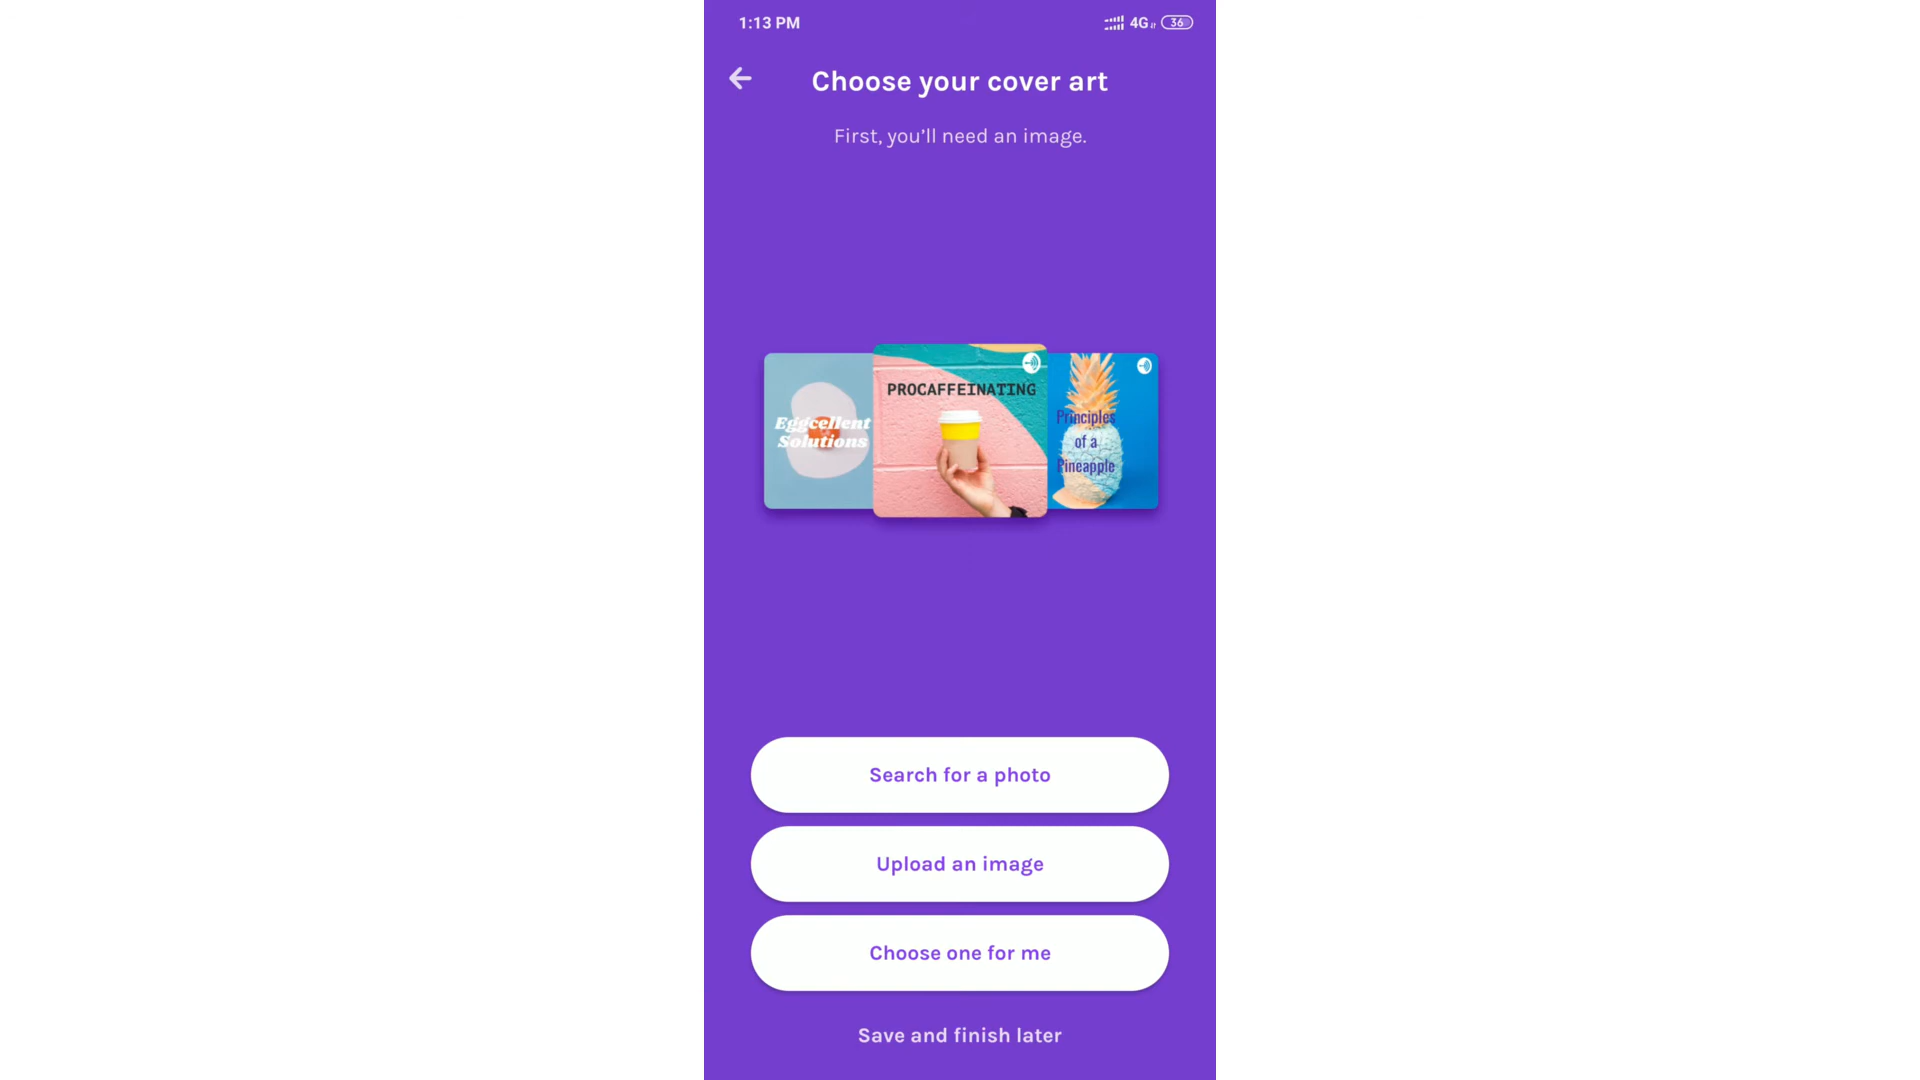 1:13 PM
4G
36
Choose your cover art
First, you’ll need an image.
Eggcellent
Solutions
PROCAFFEINATING
Principles
of a
Pineapple
Search for a photo
Upload an image
Choose one for me
Save and finish later